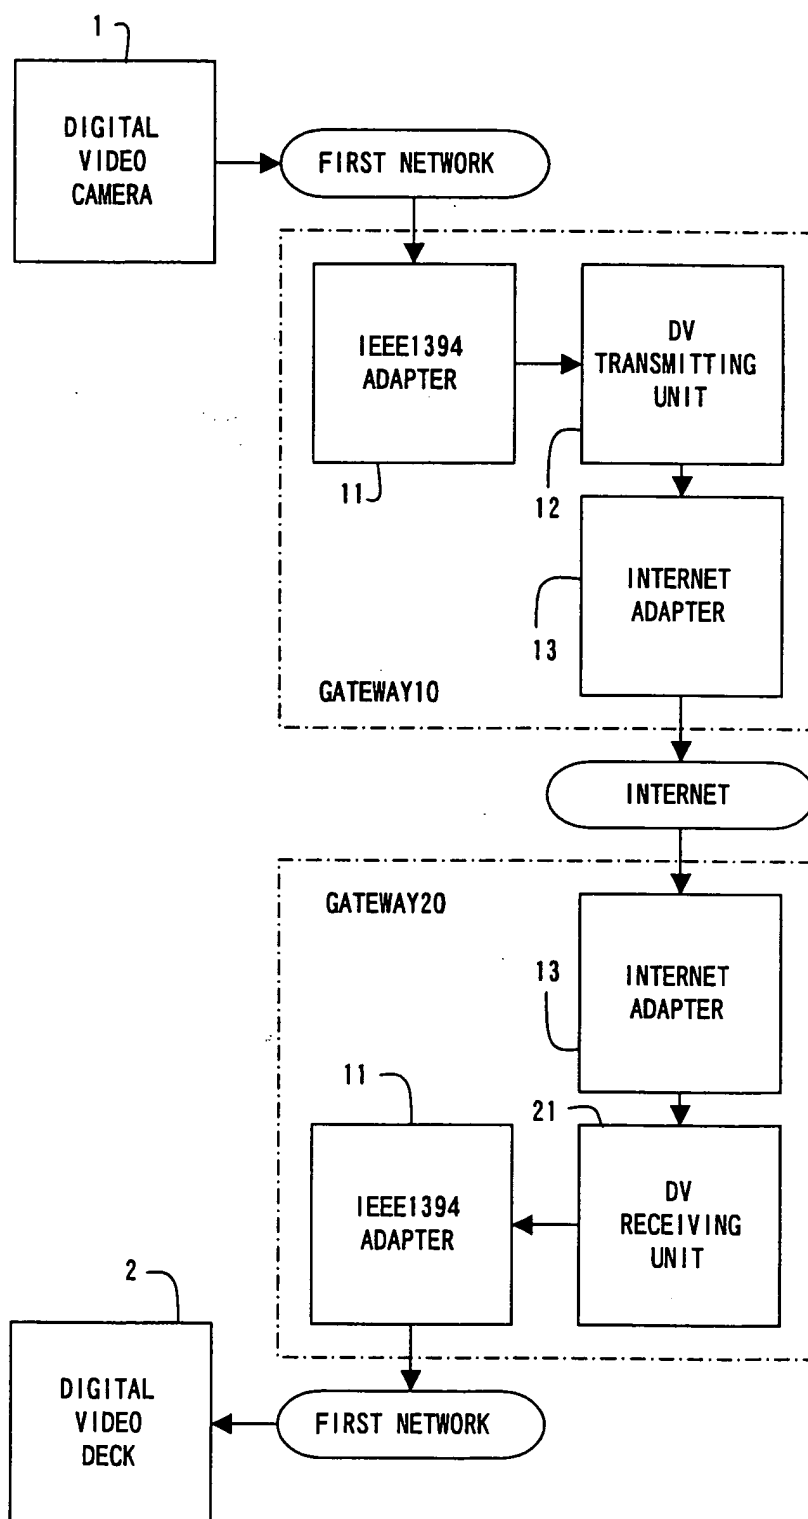 1
DIGITAL
VIDEO
CAMERA
FIRST NETWORK
IEEE1394
ADAPTER
11
DV
TRANSMITTING
UNIT
12
INTERNET
ADAPTER
13
GATEWAY10
INTERNET
GATEWAY20
INTERNET
ADAPTER
13
11
21
IEEE1394
ADAPTER
DV
RECEIVING
UNIT
2
DIGITAL
VIDEO
DECK
FIRST NETWORK